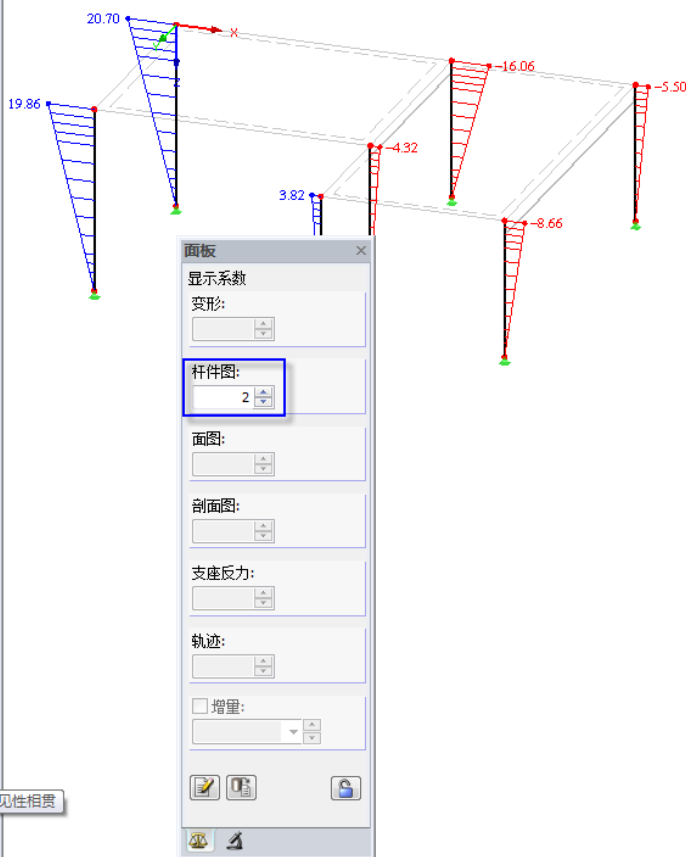 20.70
X
-16.06
-5.50
19.86
-4.32
3.82
-8.66
面板
显示系数
变形:
杆件图:
2
面图:
剖面图:
支座反力:
轨迹:
增量:
见性相贯